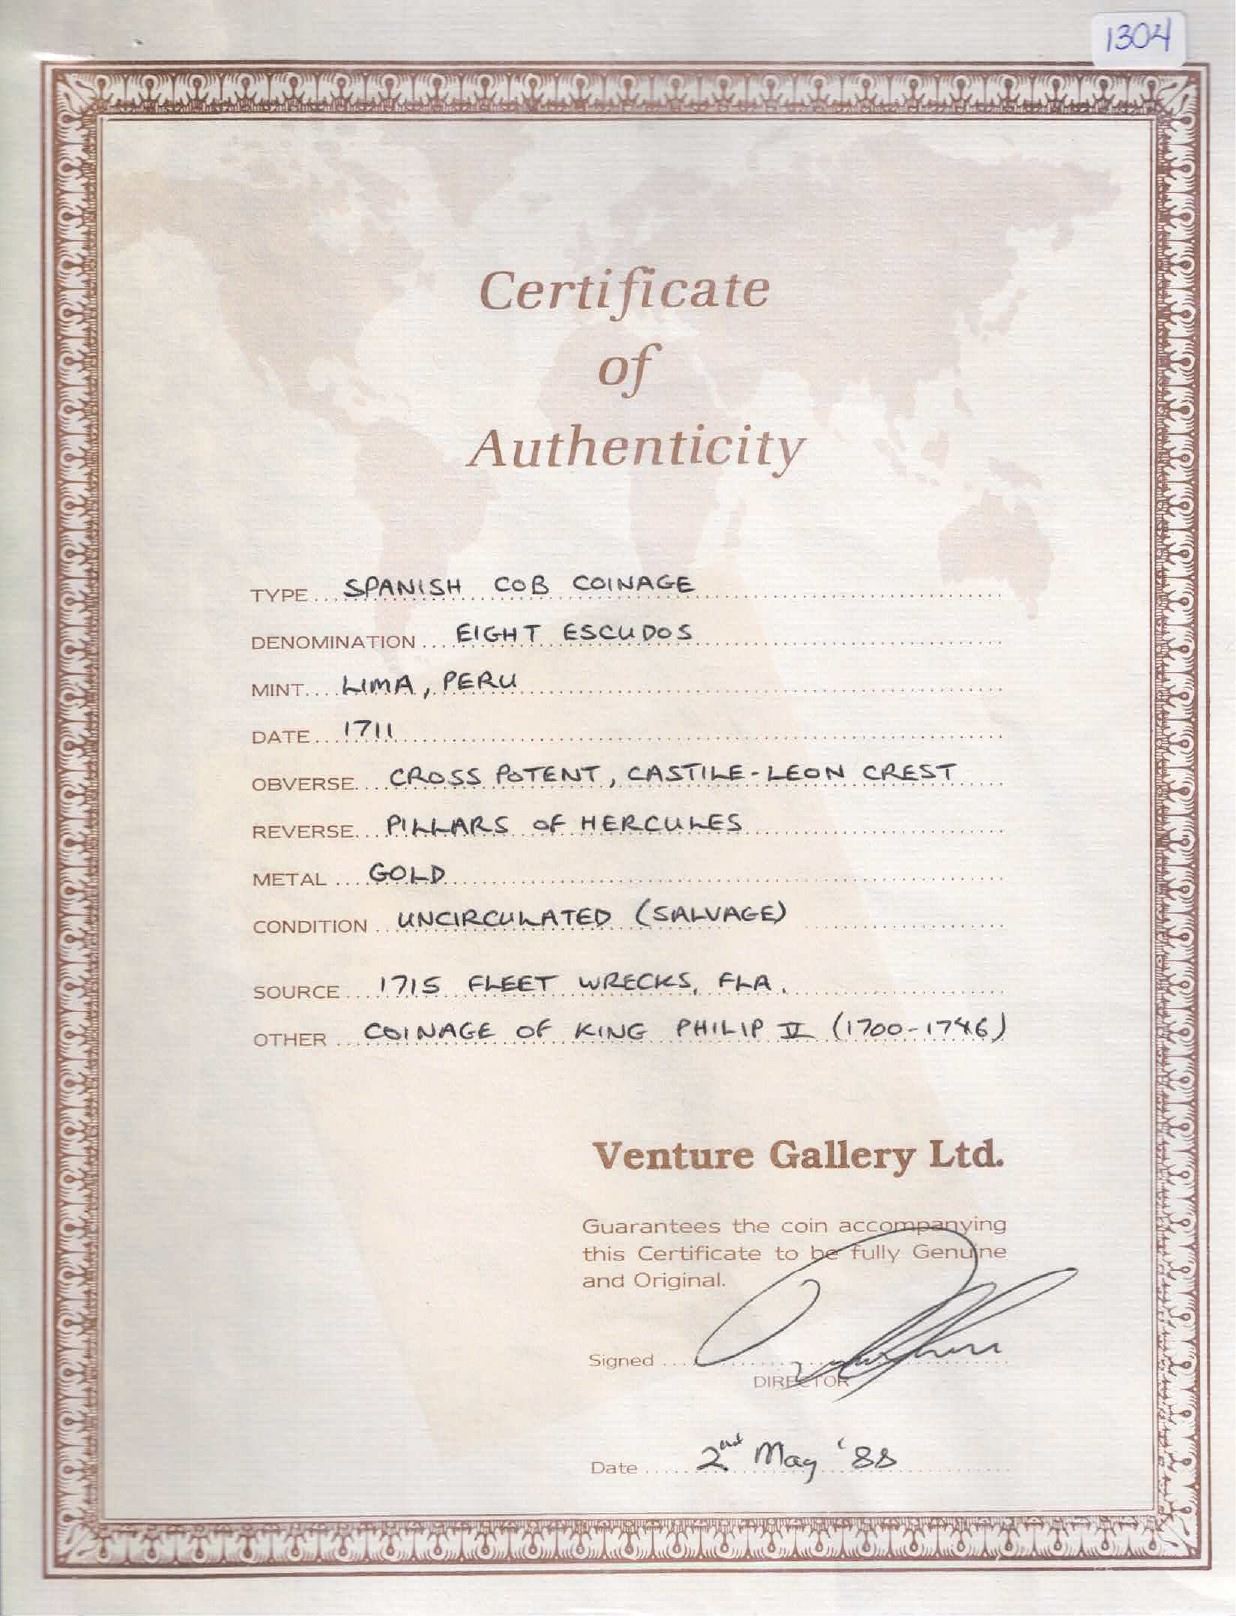 1304
Certificate
of
Authenticity
TYPE... SPANISH COB COINAGE
DENOMINATION... EIGHT ESCUDOS
MINT.... LIMA, PERU
DATE... 1711
OBVERSE.... CROSS POTENT, CASTILE-LEON CREST
REVERSE... PILLARS OF HERCULES
METAL.... GOLD
CONDITION.. UNCIRCULATED (SALVAGE)
SOURCE... 1715 FLEET WRECKS, FLA.
OTHER... COINAGE OF KING PHILIP V (1700-1746)
Venture Gallery Ltd.
Guarantees the coin accompanying
this Certificate to be fully Genuine
and Original.
Signed....
DIRECTOR
Date..... 2nd May '88